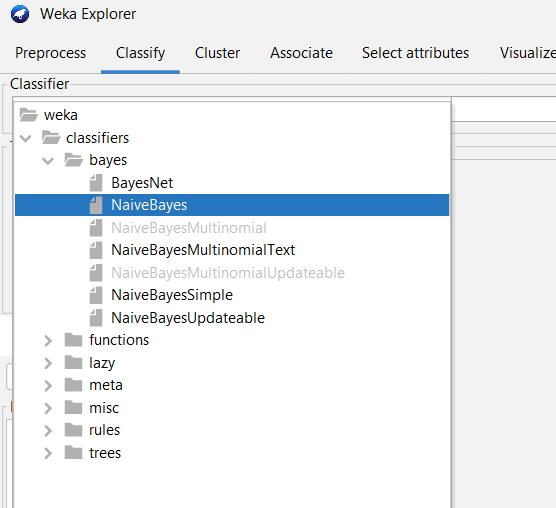 Weka Explorer
Preprocess Classify Cluster Associate Select attributes Visualize
Classifier
weka
classifiers
bayes
BayesNet
NaiveBayes
NaiveBayesMultinomial
NaiveBayesMultinomialText
NaiveBayesMultinomialUpdateable
NaiveBayesSimple
NaiveBayesUpdateable
functions
lazy
meta
misc
rules
trees